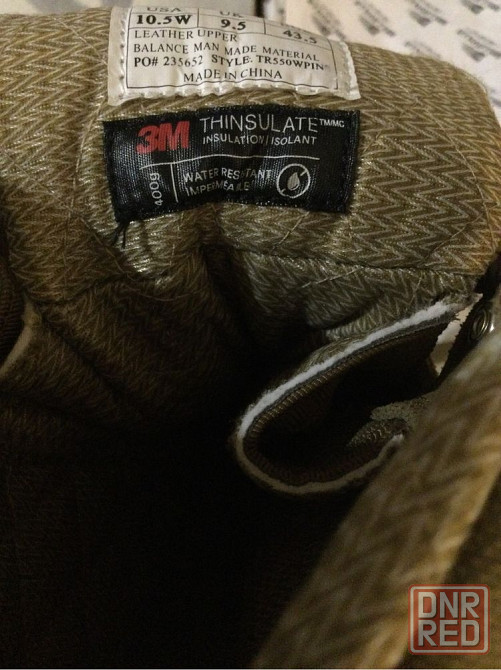 USA UK
10.5W 9.5 43.5
LEATHER UPPER
BALANCE MAN MADE MATERIAL
PO# 235652 STYLE: TR550WPIN
MADE IN CHINA
3M THINSULATE TM/MC
INSULATION/ISOLANT
400g
WATER RESISTANT
IMPERMÉABLE
DNR
RED